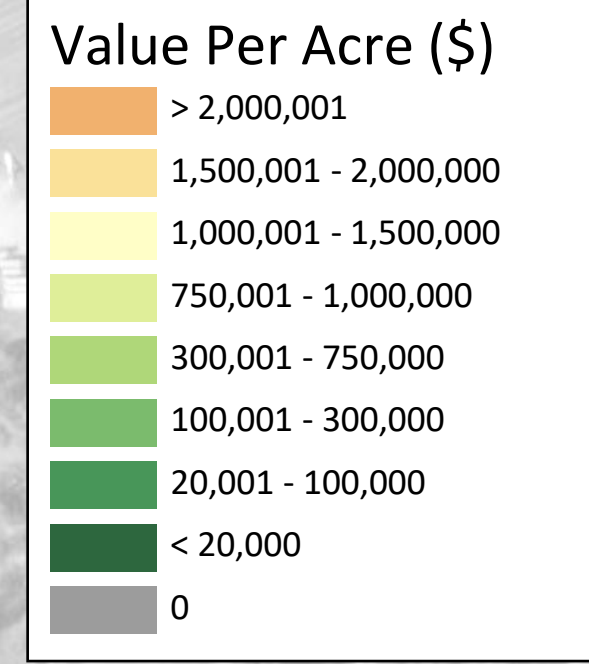 Value Per Acre ($)
> 2,000,001
1,500,001 - 2,000,000
1,000,001 - 1,500,000
750,001 - 1,000,000
300,001 - 750,000
100,001 - 300,000
20,001 - 100,000
< 20,000
0